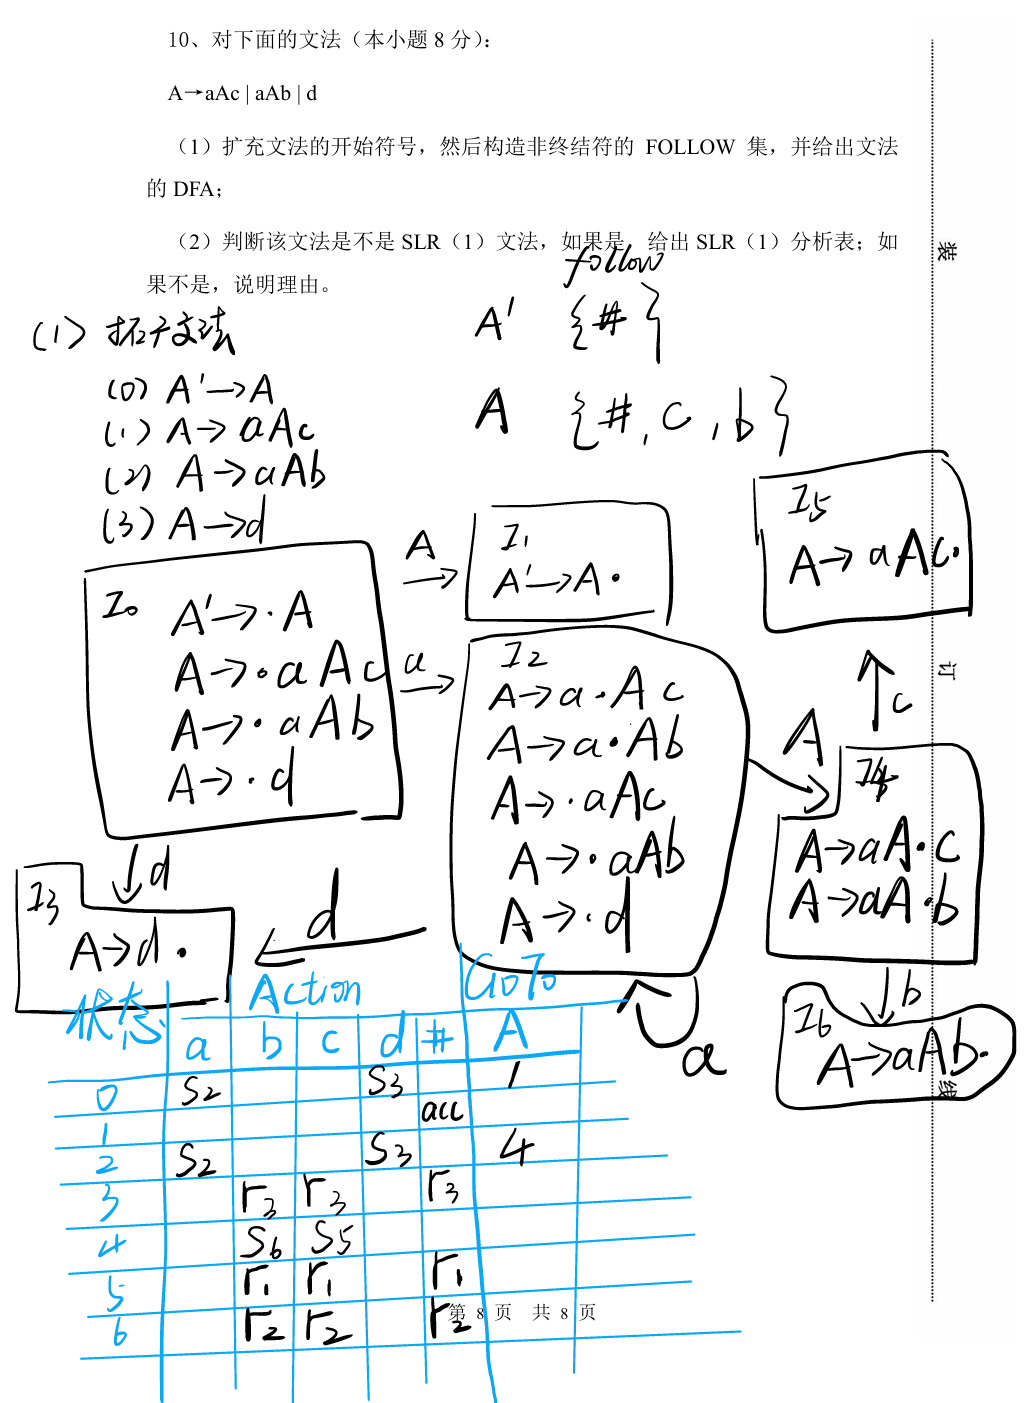 10、对下面的文法（本小题 8 分）：
A→aAc | aAb | d
（1）扩充文法的开始符号，然后构造非终结符的 FOLLOW 集，并给出文法
的 DFA；
（2）判断该文法是不是 SLR（1）文法，如果是，给出 SLR（1）分析表；如
果不是，说明理由。
follow
A' {#}
A {#, c, b}
(1) 拓广文法
(0) A'→A
(1) A→aAc
(2) A→aAb
(3) A→d
I0
A'→·A
A→·aAc
A→·aAb
A→·d
A
I1
A'→A·
a
I2
A→a·Ac
A→a·Ab
A→·aAc
A→·aAb
A→·d
A
I4
A→aA·c
A→aA·b
c
I5
A→aAc·
b
I6
A→aAb·
a
d
d
I3
A→d·
状态 Action GoTo
a b c d # A
0 S2 S3 1
1 acc
2 S2 S3 4
3 r3 r3 r3
4 S6 S5
5 r1 r1 r1
6 r2 r2 r2
第 8 页 共 8 页
装
订
线